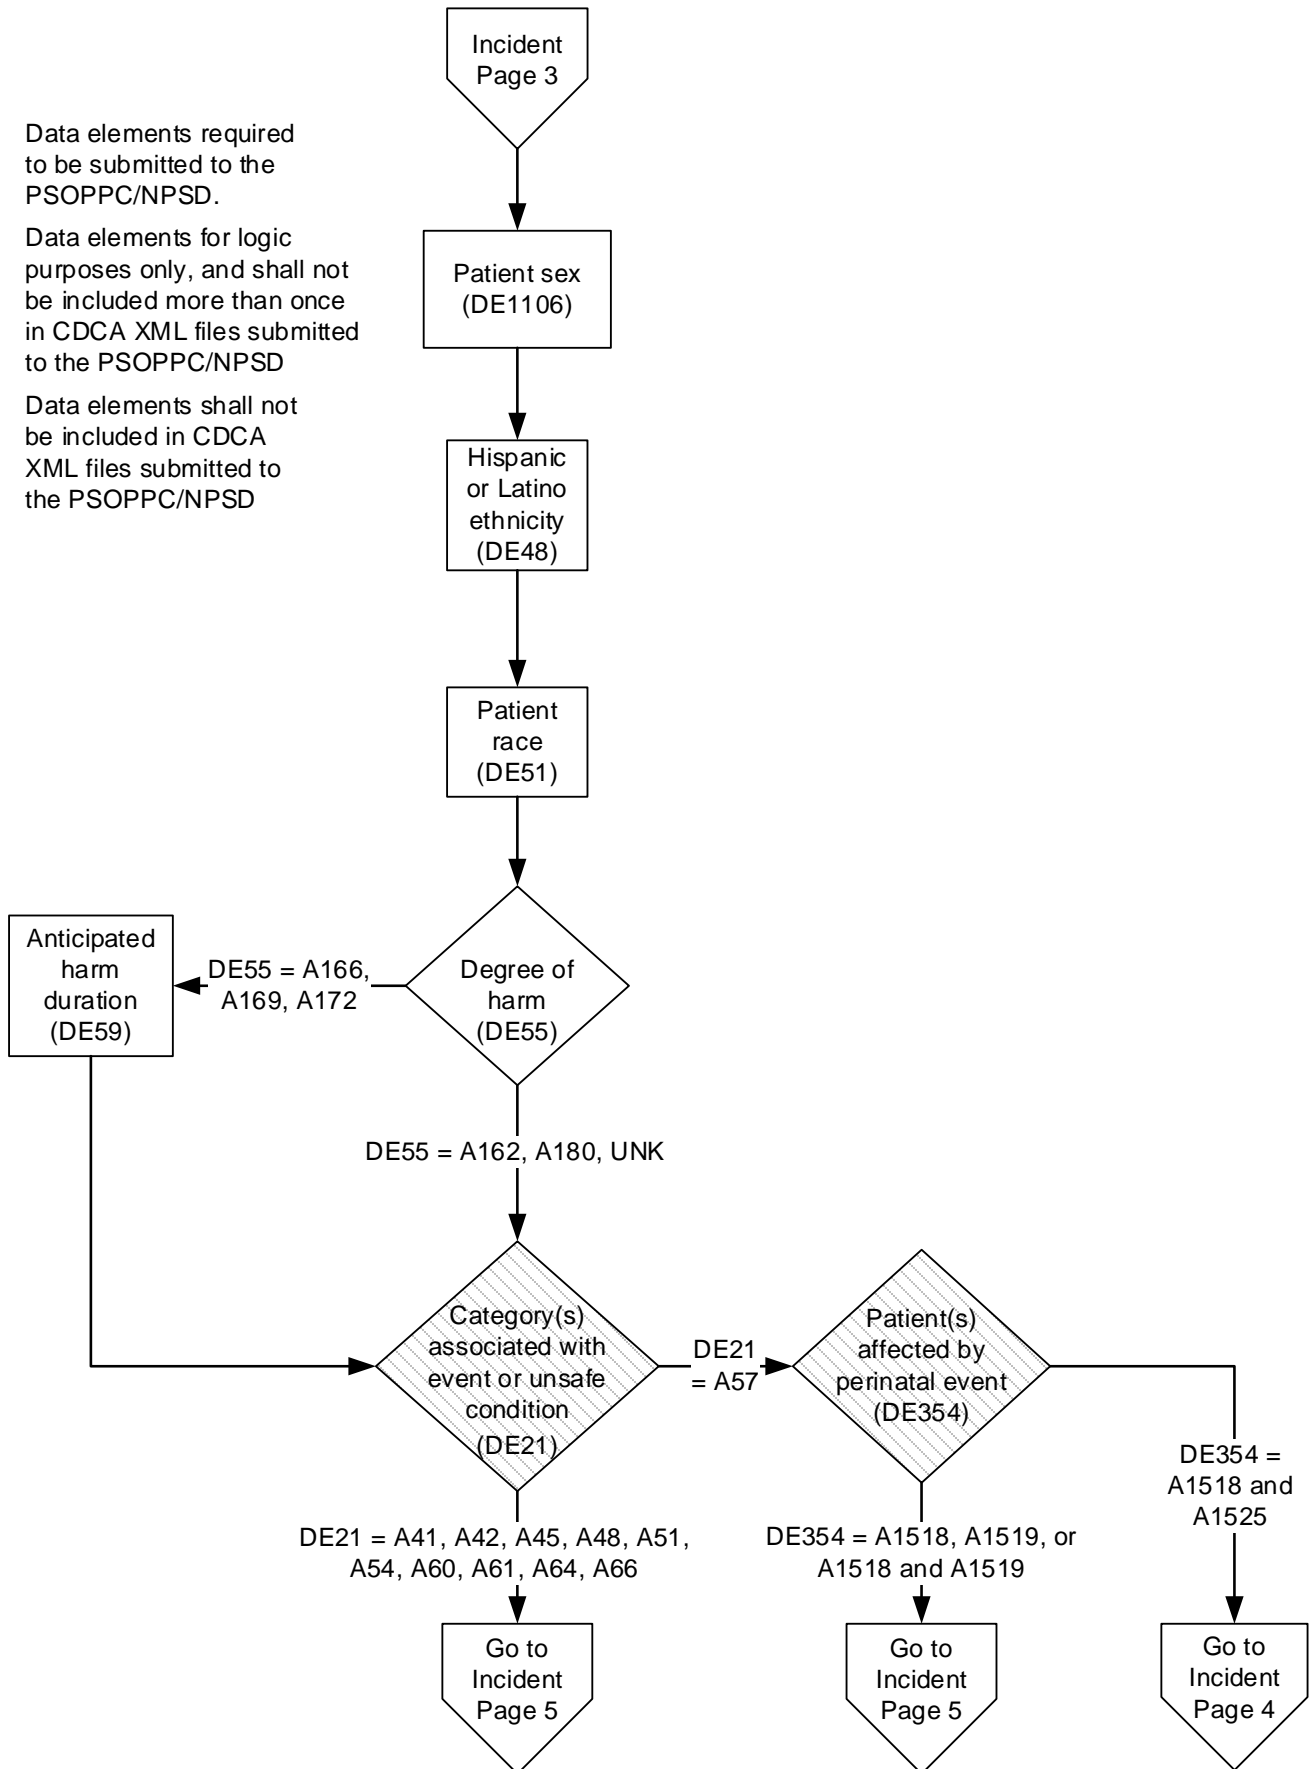 Incident
Page 3
Data elements required
to be submitted to the
PSOPPC/NPSD.
Data elements for logic
purposes only, and shall not
be included more than once
in CDCA XML files submitted
to the PSOPPC/NPSD
Data elements shall not
be included in CDCA
XML files submitted to
the PSOPPC/NPSD
Patient sex
(DE1106)
Hispanic
or Latino
ethnicity
(DE48)
Patient
race
(DE51)
Degree of
harm
(DE55)
DE55 = A166,
A169, A172
Anticipated
harm
duration
(DE59)
DE55 = A162, A180, UNK
Category(s)
associated with
event or unsafe
condition
(DE21)
DE21
= A57
Patient(s)
affected by
perinatal event
(DE354)
DE354 =
A1518 and
A1525
DE21 = A41, A42, A45, A48, A51,
A54, A60, A61, A64, A66
DE354 = A1518, A1519, or
A1518 and A1519
Go to
Incident
Page 5
Go to
Incident
Page 5
Go to
Incident
Page 4